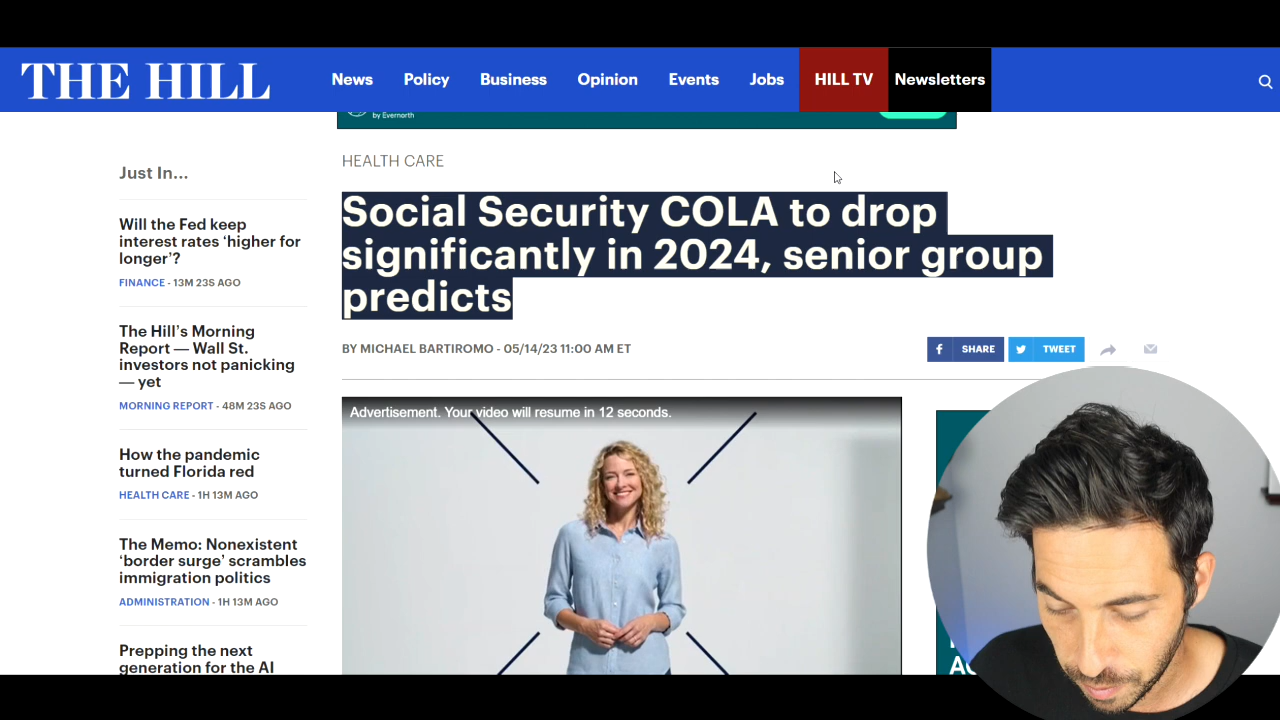 THE HILL
News Policy Business Opinion Events Jobs HILL TV Newsletters
by Evernorth
Just In...
Will the Fed keep
interest rates ‘higher for
longer’?
FINANCE - 13M 23S AGO
The Hill’s Morning
Report — Wall St.
investors not panicking
— yet
MORNING REPORT - 48M 23S AGO
How the pandemic
turned Florida red
HEALTH CARE - 1H 13M AGO
The Memo: Nonexistent
‘border surge’ scrambles
immigration politics
ADMINISTRATION - 1H 13M AGO
Prepping the next
generation for the AI
HEALTH CARE
Social Security COLA to drop
significantly in 2024, senior group
predicts
BY MICHAEL BARTIROMO - 05/14/23 11:00 AM ET
SHARE TWEET
Advertisement. Your video will resume in 12 seconds.